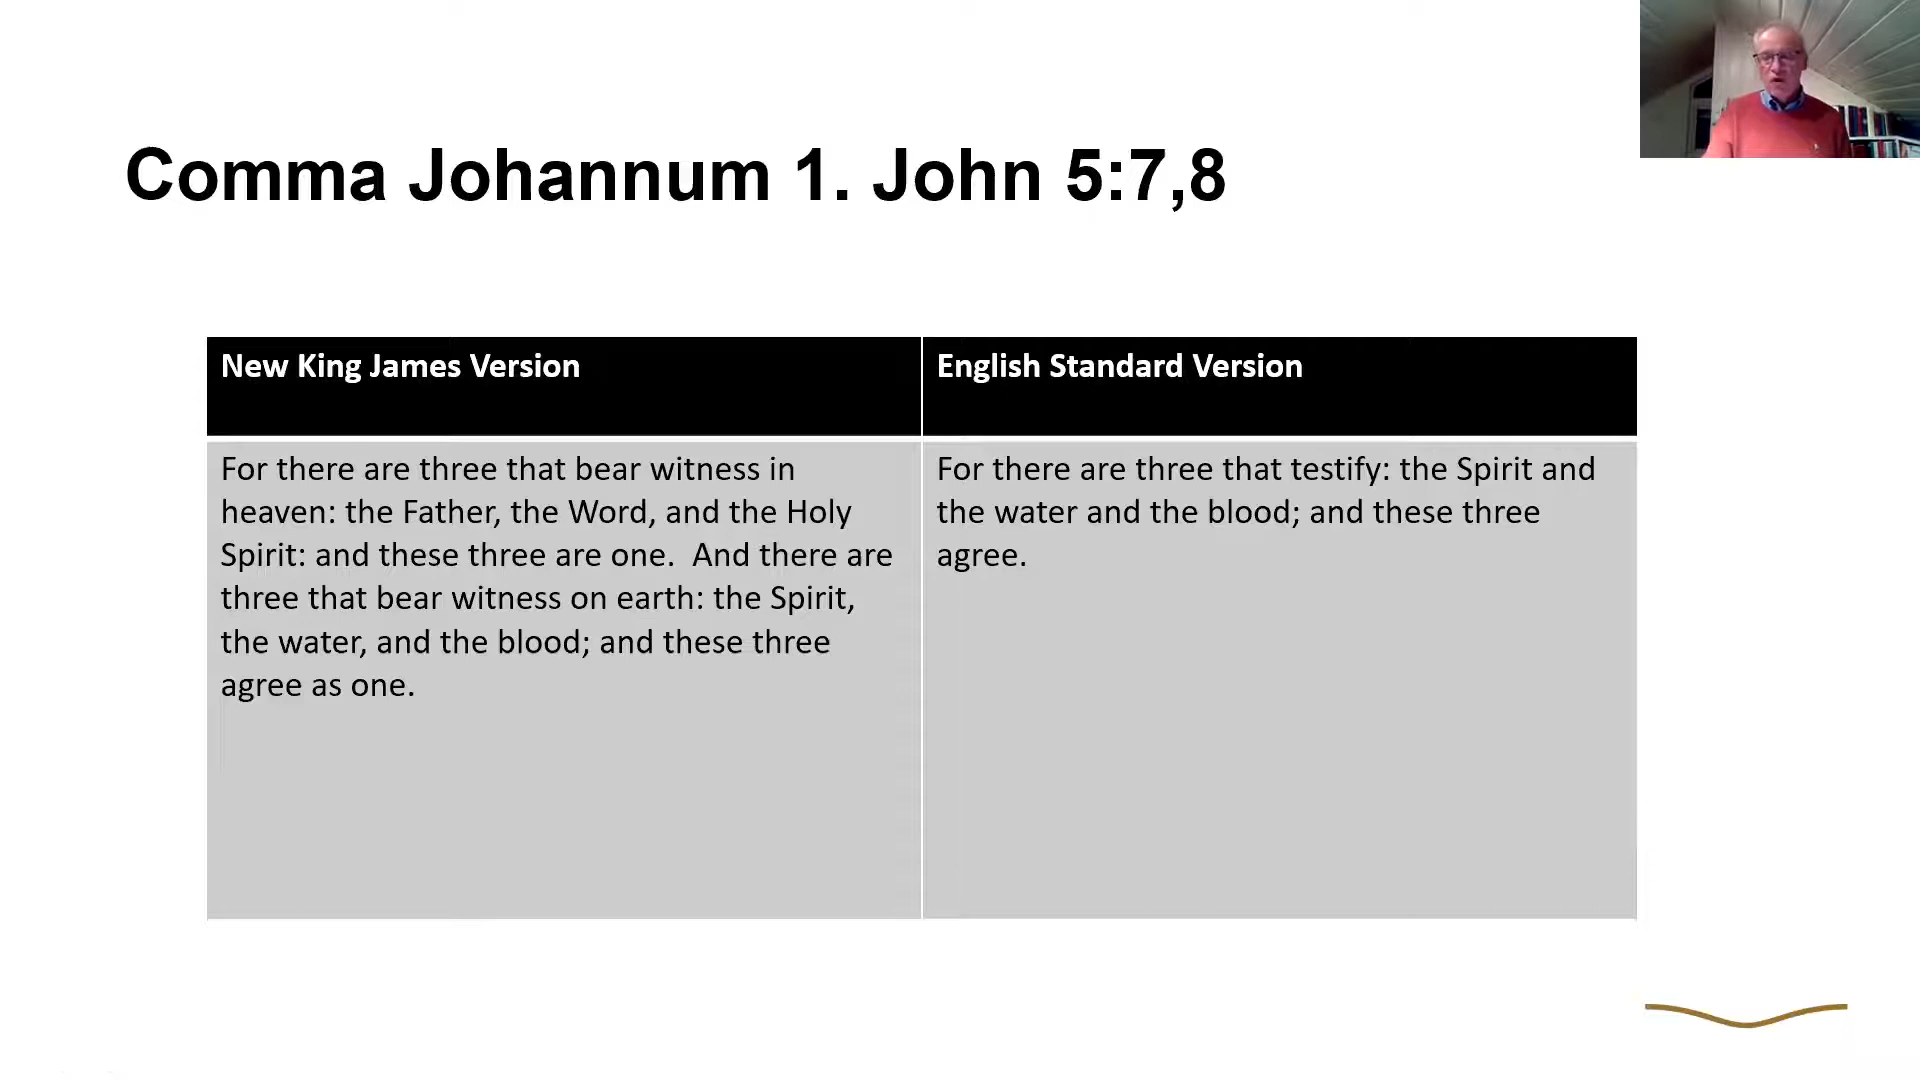 Comma Johannum 1. John 5:7,8
New King James Version
English Standard Version
For there are three that bear witness in
heaven: the Father, the Word, and the Holy
Spirit: and these three are one.  And there are
three that bear witness on earth: the Spirit,
the water, and the blood; and these three
agree as one.
For there are three that testify: the Spirit and
the water and the blood; and these three
agree.